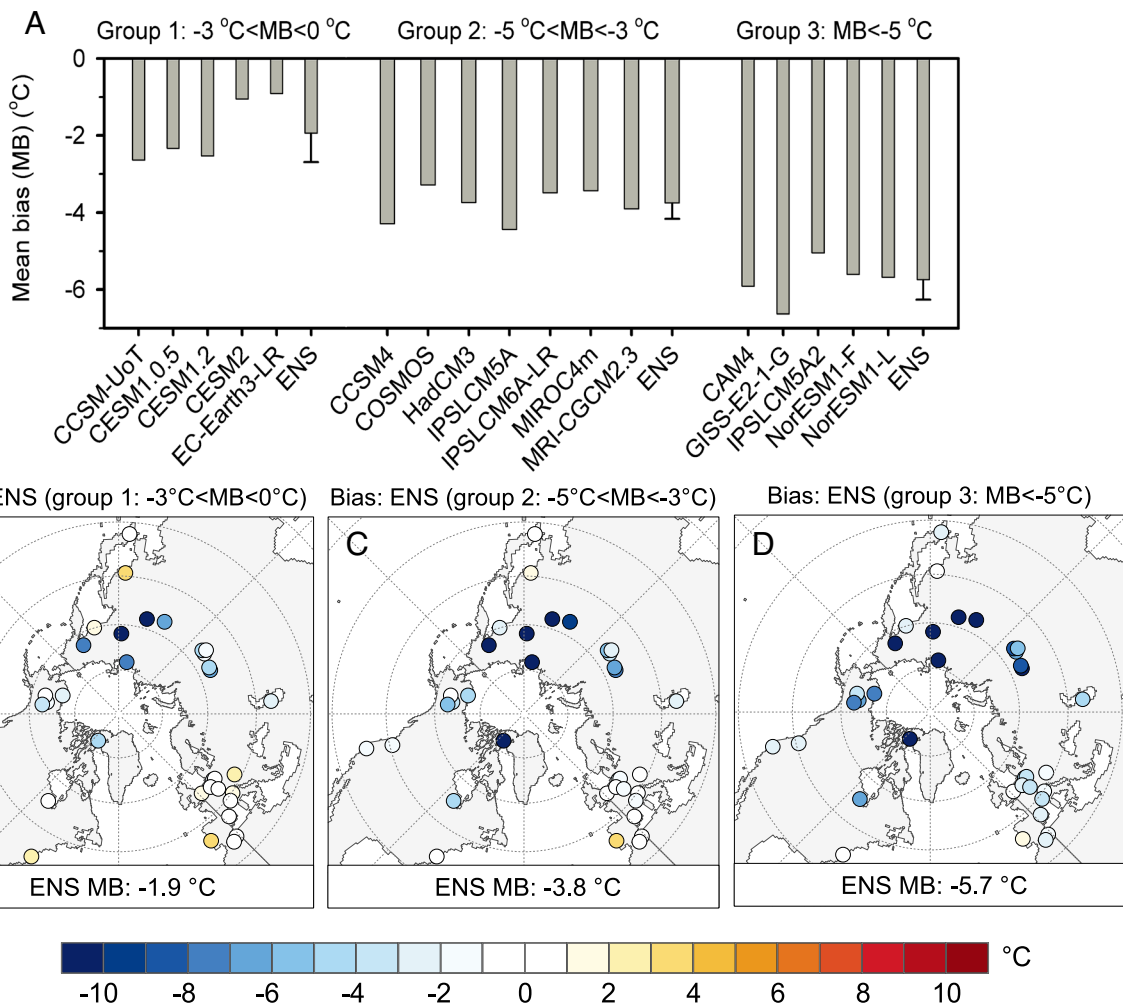 A
Group 1: -3 °C<MB<0 °C
Group 2: -5 °C<MB<-3 °C
Group 3: MB<-5 °C
Mean bias (MB) (°C)
0
-2
-4
-6
CCSM-UoT
CESM1.0.5
CESM1.2
CESM2
EC-Earth3-LR
ENS
CCSM4
COSMOS
HadCM3
IPSLCM5A
IPSLCM6A-LR
MIROC4m
MRI-CGCM2.3
ENS
CAM4
GISS-E2-1-G
IPSLCM5A2
NorESM1-F
NorESM1-L
ENS
ENS (group 1: -3°C<MB<0°C)
Bias: ENS (group 2: -5°C<MB<-3°C)
Bias: ENS (group 3: MB<-5°C)
C
D
ENS MB: -1.9 °C
ENS MB: -3.8 °C
ENS MB: -5.7 °C
°C
-10 -8 -6 -4 -2 0 2 4 6 8 10